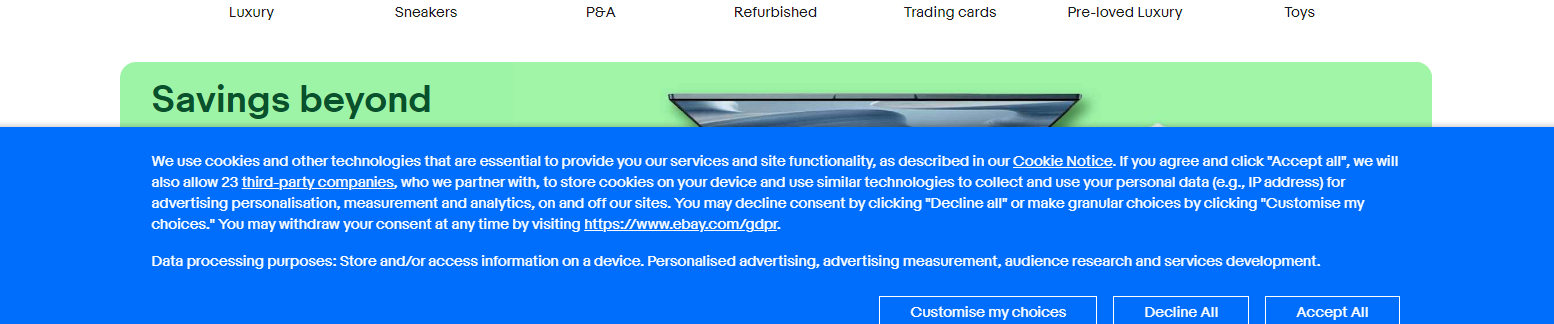 Luxury Sneakers P&A Refurbished Trading cards Pre-loved Luxury Toys
Savings beyond
We use cookies and other technologies that are essential to provide you our services and site functionality, as described in our Cookie Notice. If you agree and click "Accept all", we will
also allow 23 third-party companies, who we partner with, to store cookies on your device and use similar technologies to collect and use your personal data (e.g., IP address) for
advertising personalisation, measurement and analytics, on and off our sites. You may decline consent by clicking "Decline all" or make granular choices by clicking "Customise my
choices." You may withdraw your consent at any time by visiting https://www.ebay.com/gdpr.
Data processing purposes: Store and/or access information on a device. Personalised advertising, advertising measurement, audience research and services development.
Customise my choices Decline All Accept All